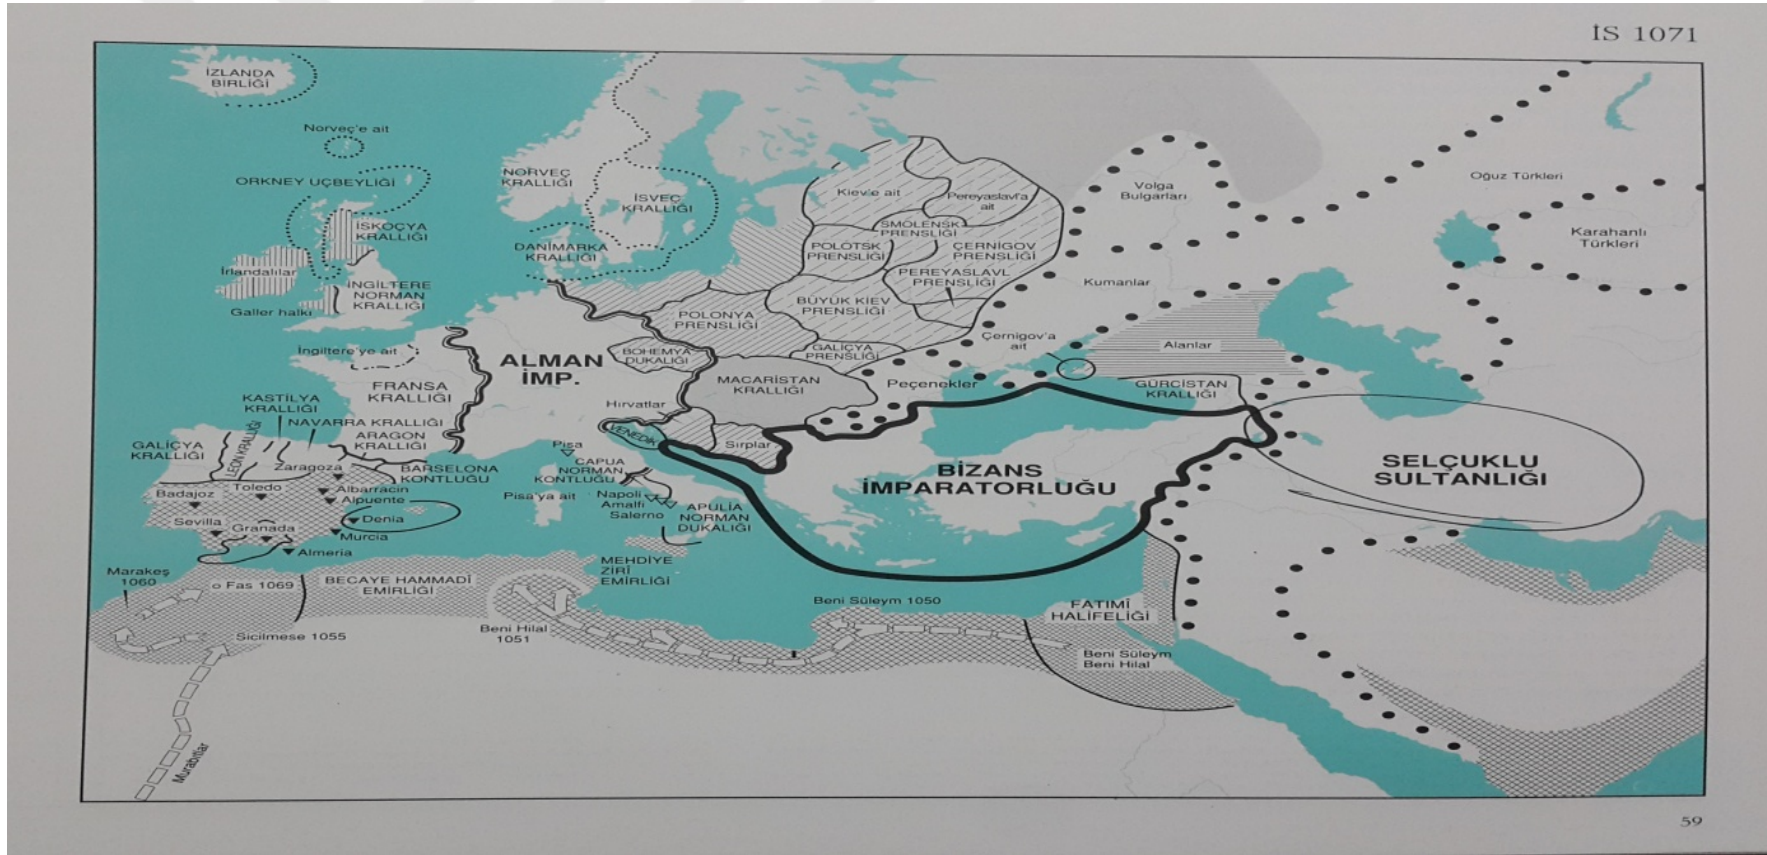 İS 1071
İZLANDA
BİRLİĞİ
Norveç'e ait
ORKNEY UÇBEYLİĞİ
İSKOÇYA
KRALLIĞI
İrlandalılar
İNGİLTERE
NORMAN
KRALLIĞI
Galler halkı
NORVEÇ
KRALLIĞI
İSVEÇ
KRALLIĞI
DANİMARKA
KRALLIĞI
Kiev'e ait
Pereyaslavl'a
ait
SMOLENSK
PRENSLİĞİ
POLOTSK
PRENSLİĞİ
ÇERNİGOV
PRENSLİĞİ
PEREYASLAVL
PRENSLİĞİ
BÜYÜK KİEV
PRENSLİĞİ
POLONYA
PRENSLİĞİ
GALİÇYA
PRENSLİĞİ
Volga
Bulgarları
Oğuz Türkleri
Karahanlı
Türkleri
Kumanlar
Çernigov'a
ait
Alanlar
İngiltere'ye ait
ALMAN
İMP.
BOHEMYA
DUKALIĞI
MACARİSTAN
KRALLIĞI
Peçenekler
GÜRCİSTAN
KRALLIĞI
FRANSA
KRALLIĞI
KASTİLYA
KRALLIĞI
NAVARRA KRALLIĞI
ARAGON
KRALLIĞI
GALİÇYA
KRALLIĞI
LEON KRALLIĞI
Zaragoza
BARSELONA
KONTLUĞU
Hırvatlar
VENEDİK
Sırplar
Pisa
CAPUA
NORMAN
KONTLUĞU
Pisa'ya ait
Napoli
Amalfi
Salerno
APULİA
NORMAN
DUKALIĞI
BİZANS
İMPARATORLUĞU
SELÇUKLU
SULTANLIĞI
Badajoz
Toledo
Albarracin
Alpuente
Sevilla
Granada
Denia
Murcia
Almeria
Marakeş
1060
o Fas 1069
BECAYE HAMMADİ
EMİRLİĞİ
MEHDİYE
ZİRİ
EMİRLİĞİ
Sicilmese 1055
Beni Hilal
1051
Beni Süleym 1050
FATIMİ
HALİFELİĞİ
Beni Süleym
Beni Hilal
Murabıtlar
59